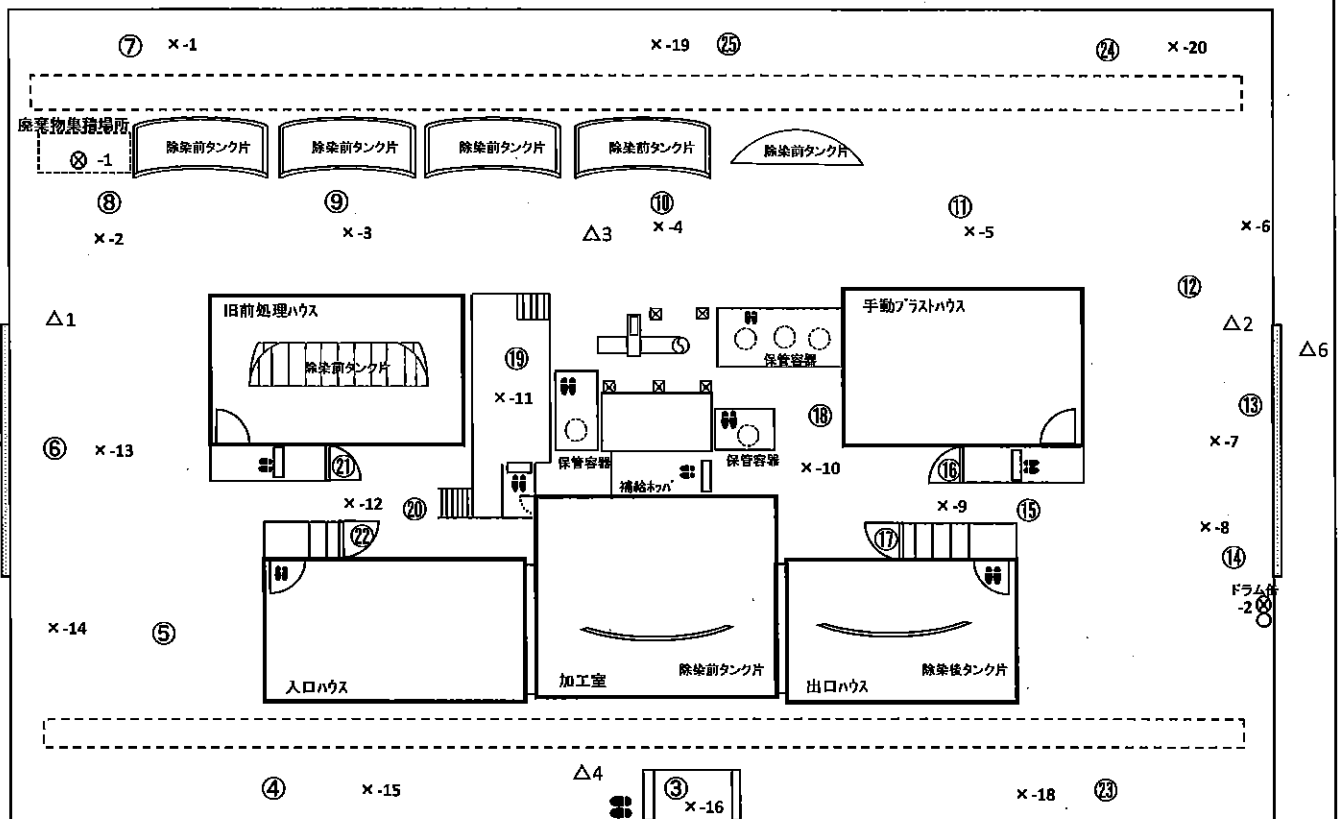 ⑦ × -1 × -19 ㉕ ㉔ × -20
廃棄物集積場所
⊗ -1
除染前タンク片 除染前タンク片 除染前タンク片 除染前タンク片 除染前タンク片
⑧ ⑨ ⑩ ⑪
× -2 × -3 △3 × -4 × -5 × -6
⑫
旧前処理ハウス 手動ブラストハウス
△1 △2 △6
除染前タンク片 ⑲ 保管容器
× -11 ⑱ ⑬
⑥ × -13 × -7
㉑ 保管容器 保管容器 × -10 ⑯
補給ホッパ
× -12 ⑳ × -9 ⑮
㉒ ⑰ × -8
⑭
ドラム缶
-2
× -14 ⑤
除染前タンク片 除染後タンク片
入口ハウス 加工室 出口ハウス
△4
④ × -15 ③ × -16 × -18 ㉓